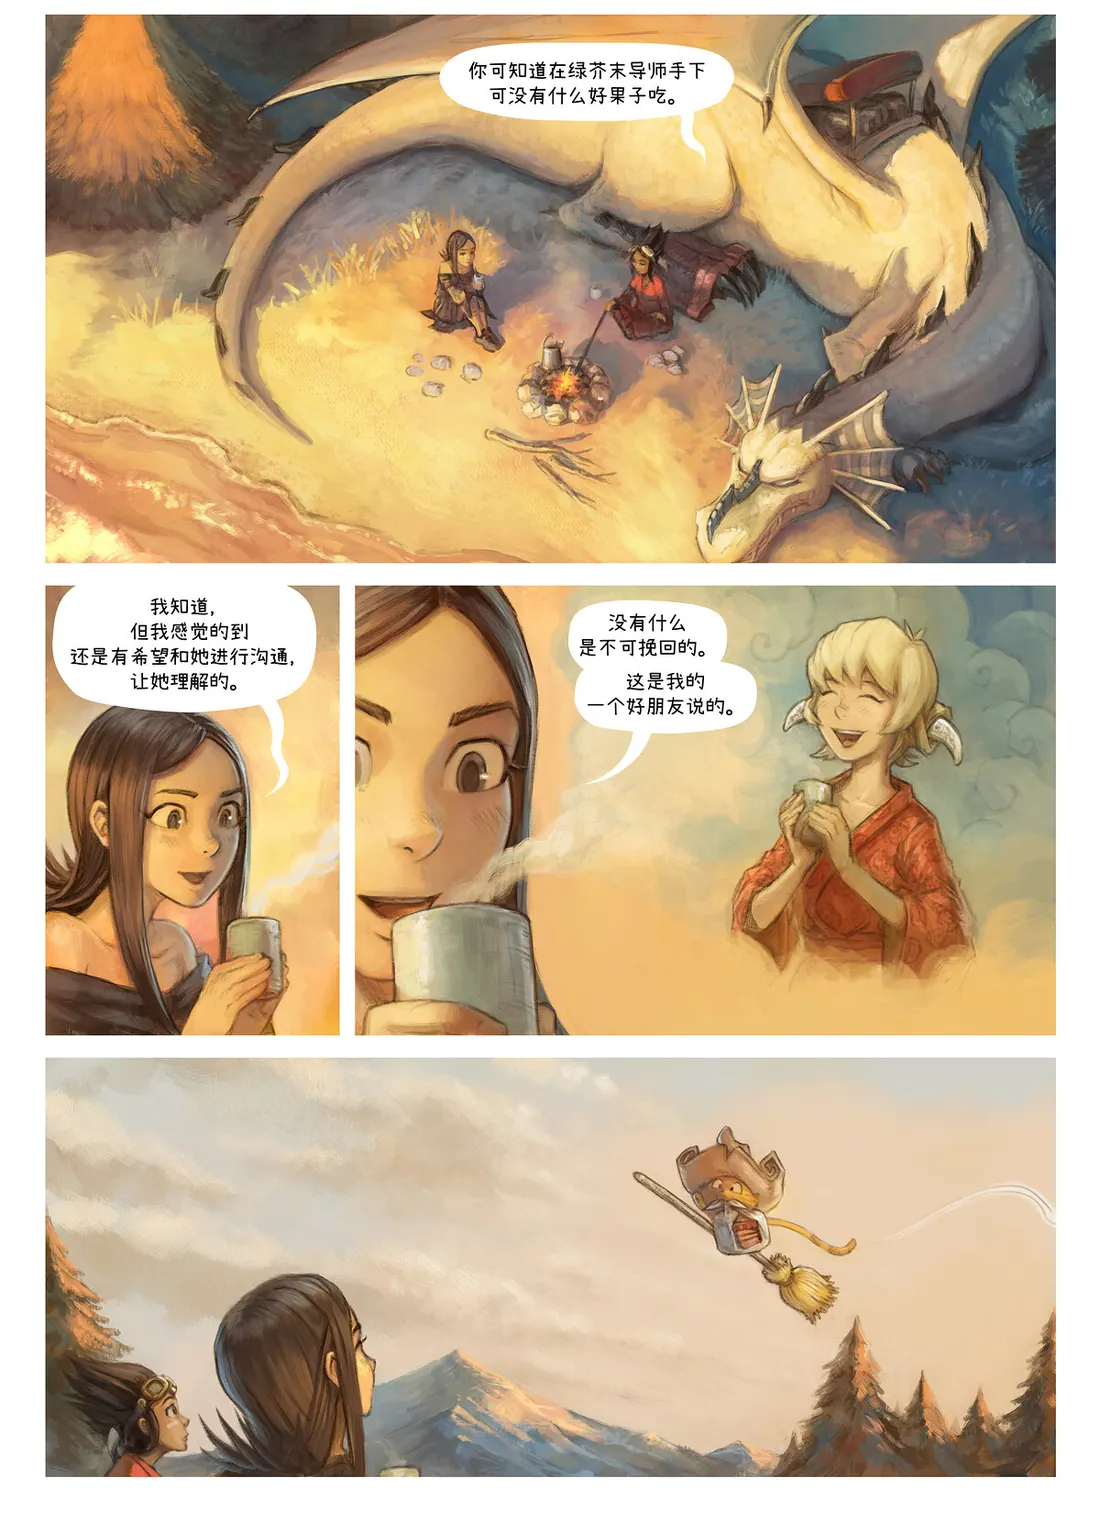 你可知道在绿芥末导师手下
可没有什么好果子吃。
我知道,
但我感觉的到
还是有希望和她进行沟通,
让她理解的。
没有什么
是不可挽回的。
这是我的
一个好朋友说的。